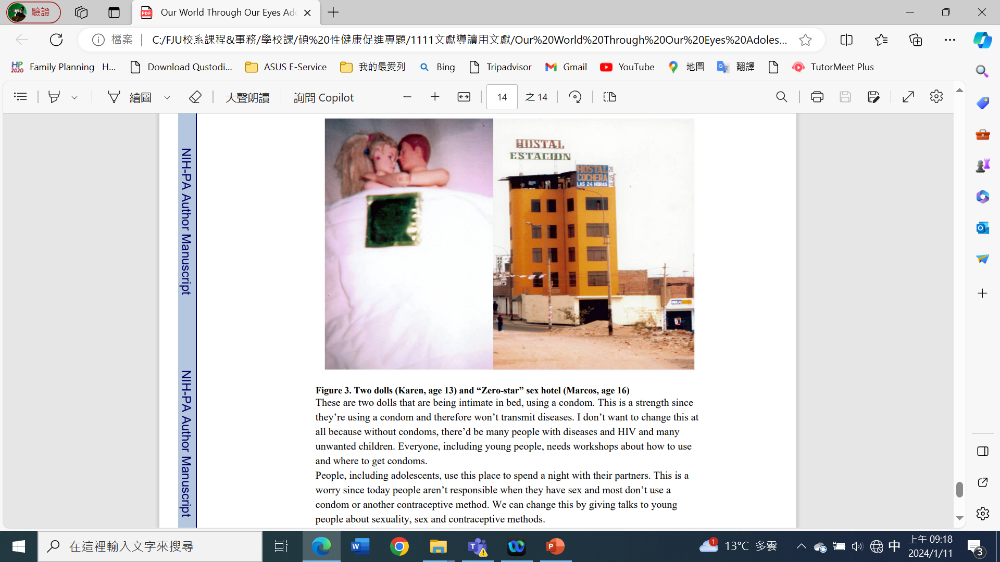 驗證
Our World Through Our Eyes Ado
檔案
C:/FJU校系課程&事務/學校課/碩%20性健康促進專題/1111文獻導讀用文獻/Our%20World%20Through%20Our%20Eyes%20Adoles...
HP 2020 Family Planning H...
Download Qustodi...
ASUS E-Service
我的最愛列
Bing
Tripadvisor
Gmail
YouTube
地圖
翻譯
TutorMeet Plus
繪圖
大聲朗讀
詢問 Copilot
14 之 14
NIH-PA Author Manuscript
NIH-PA Author Manuscript
HOSTAL
ESTACION
HOSTAL
COCHERA
LAS 24 HORAS
20
15
HOSTAL
Figure 3. Two dolls (Karen, age 13) and “Zero-star” sex hotel (Marcos, age 16)
These are two dolls that are being intimate in bed, using a condom. This is a strength since
they’re using a condom and therefore won’t transmit diseases. I don’t want to change this at
all because without condoms, there’d be many people with diseases and HIV and many
unwanted children. Everyone, including young people, needs workshops about how to use
and where to get condoms.
People, including adolescents, use this place to spend a night with their partners. This is a
worry since today people aren’t responsible when they have sex and most don’t use a
condom or another contraceptive method. We can change this by giving talks to young
people about sexuality, sex and contraceptive methods.
在這裡輸入文字來搜尋
1
13°C 多雲
中
上午 09:18
2024/1/11
3